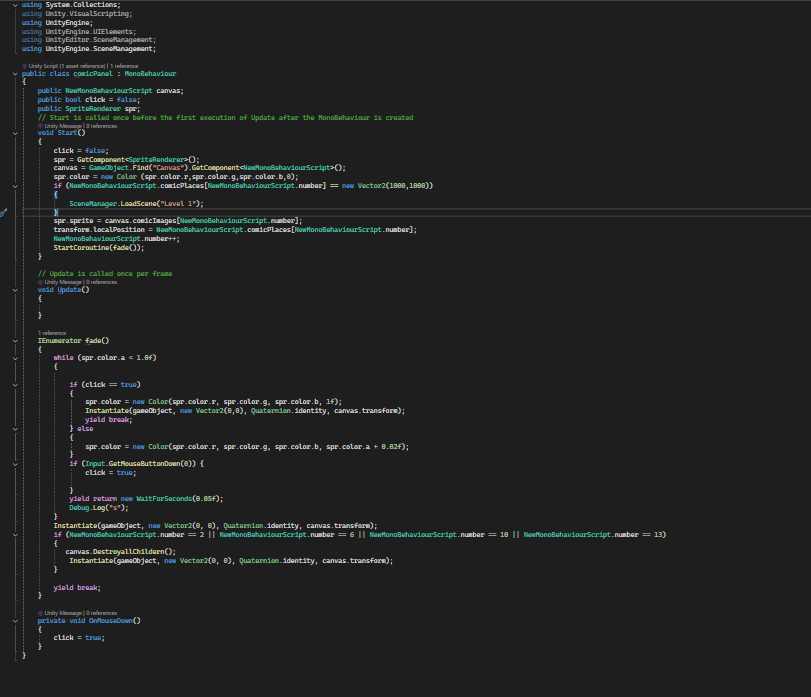 using System.Collections;
using Unity.VisualScripting;
using UnityEngine;
using UnityEngine.UIElements;
using UnityEditor.SceneManagement;
using UnityEngine.SceneManagement;
Unity Script (1 asset reference) | 1 reference
public class comicPanel : MonoBehaviour
{
public NewMonoBehaviourScript canvas;
public bool click = false;
public SpriteRenderer spr;
// Start is called once before the first execution of Update after the MonoBehaviour is created
Unity Message | 0 references
void Start()
{
click = false;
spr = GetComponent<SpriteRenderer>();
canvas = GameObject.Find("Canvas").GetComponent<NewMonoBehaviourScript>();
spr.color = new Color (spr.color.r,spr.color.g,spr.color.b,0);
if (NewMonoBehaviourScript.comicPlaces[NewMonoBehaviourScript.number] == new Vector2(1000,1000))
{
SceneManager.LoadScene("Level 1");
}
spr.sprite = canvas.comicImages[NewMonoBehaviourScript.number];
transform.localPosition = NewMonoBehaviourScript.comicPlaces[NewMonoBehaviourScript.number];
NewMonoBehaviourScript.number++;
StartCoroutine(fade());
}
// Update is called once per frame
Unity Message | 0 references
void Update()
{
}
1 reference
IEnumerator fade()
{
while (spr.color.a < 1.0f)
{
if (click == true)
{
spr.color = new Color(spr.color.r, spr.color.g, spr.color.b, 1f);
Instantiate(gameObject, new Vector2(0,0), Quaternion.identity, canvas.transform);
yield break;
} else
{
spr.color = new Color(spr.color.r, spr.color.g, spr.color.b, spr.color.a + 0.02f);
}
if (Input.GetMouseButtonDown(0)) {
click = true;
}
yield return new WaitForSeconds(0.05f);
Debug.Log("s");
}
Instantiate(gameObject, new Vector2(0, 0), Quaternion.identity, canvas.transform);
if (NewMonoBehaviourScript.number == 2 || NewMonoBehaviourScript.number == 6 || NewMonoBehaviourScript.number == 10 || NewMonoBehaviourScript.number == 13)
{
canvas.DestroyallChildern();
Instantiate(gameObject, new Vector2(0, 0), Quaternion.identity, canvas.transform);
}
yield break;
}
Unity Message | 0 references
private void OnMouseDown()
{
click = true;
}
}